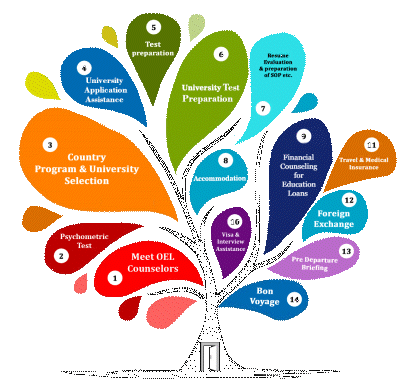 1
Meet OEL
Counselors
2
Psychometric
Test
3
Country
Program & University
Selection
4
University
Application
Assistance
5
Test
preparation
6
University Test
Preparation
7
Resume
Evaluation
& preparation
of SOP etc.
8
Accommodation
9
Financial
Counseling
for
Education
Loans
10
Visa &
Interview
Assistance
11
Travel & Medical
Insurance
12
Foreign
Exchange
13
Pre Departure
Briefing
14
Bon
Voyage